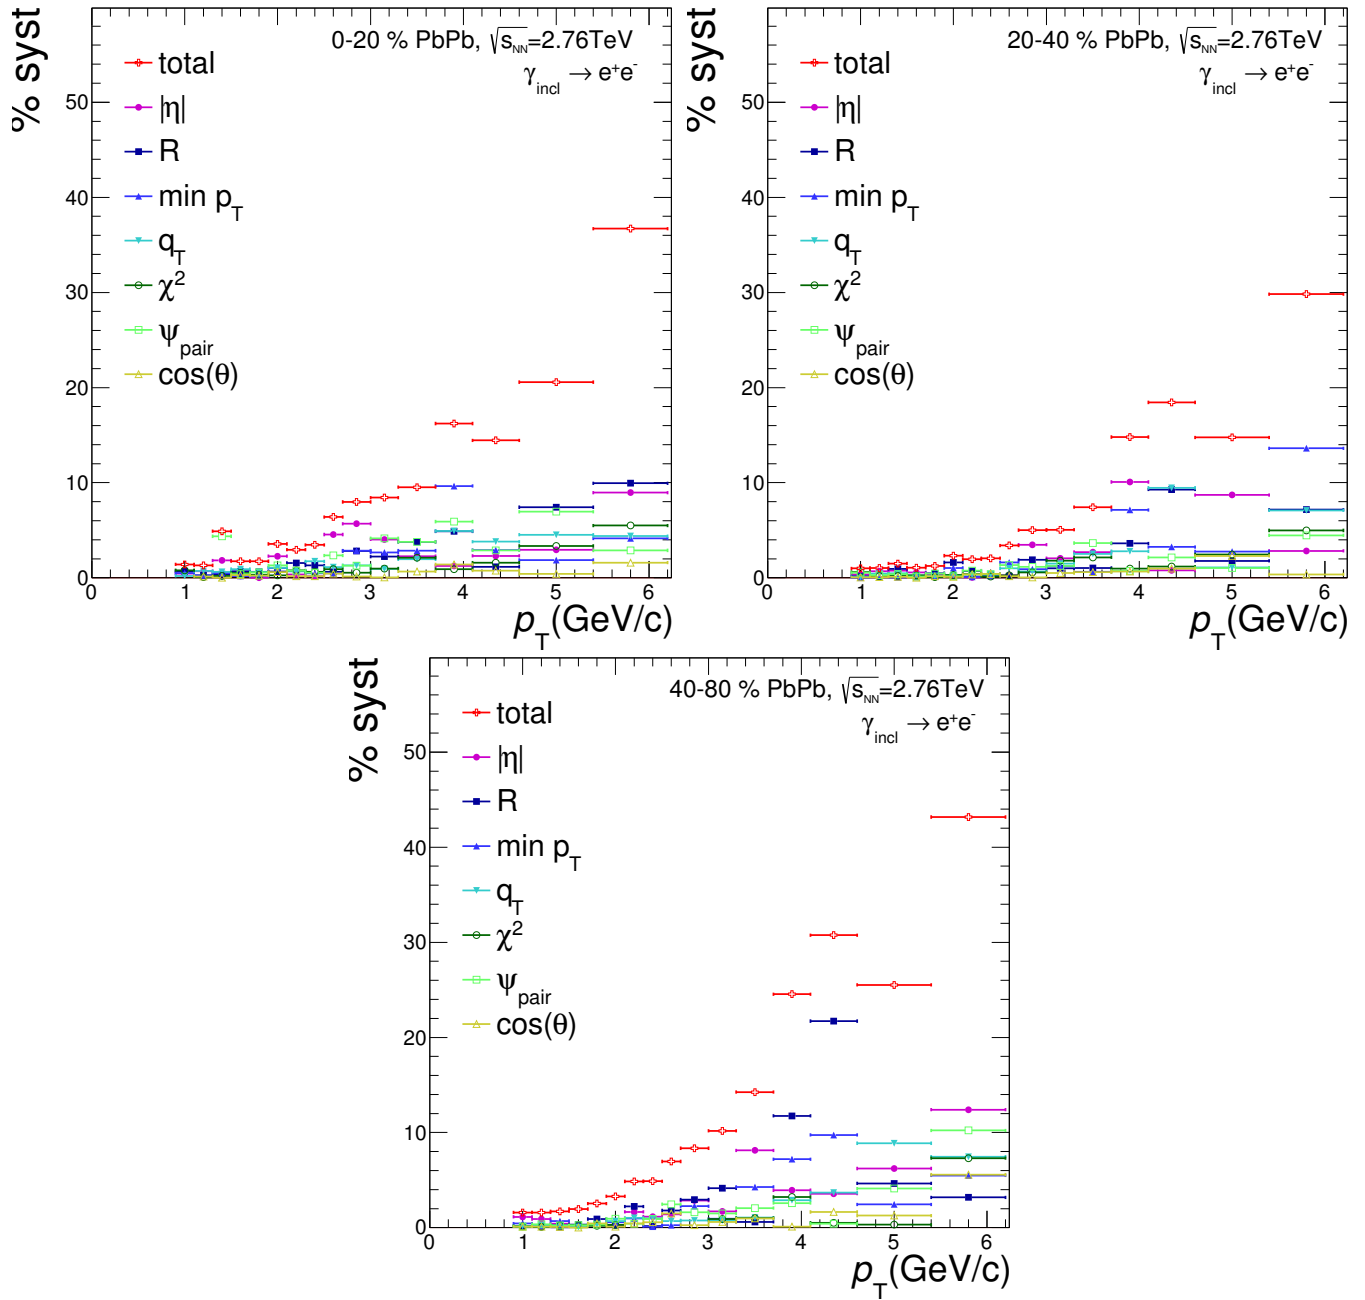 % syst
0-20 % PbPb, √s_NN=2.76TeV
γ_incl → e⁺e⁻
total
|η|
R
min p_T
q_T
χ²
ψ_pair
cos(θ)
50
40
30
20
10
0
0 1 2 3 4 5 6
p_T(GeV/c)
% syst
20-40 % PbPb, √s_NN=2.76TeV
γ_incl → e⁺e⁻
total
|η|
R
min p_T
q_T
χ²
ψ_pair
cos(θ)
50
40
30
20
10
0
0 1 2 3 4 5 6
p_T(GeV/c)
% syst
40-80 % PbPb, √s_NN=2.76TeV
γ_incl → e⁺e⁻
total
|η|
R
min p_T
q_T
χ²
ψ_pair
cos(θ)
50
40
30
20
10
0
0 1 2 3 4 5 6
p_T(GeV/c)